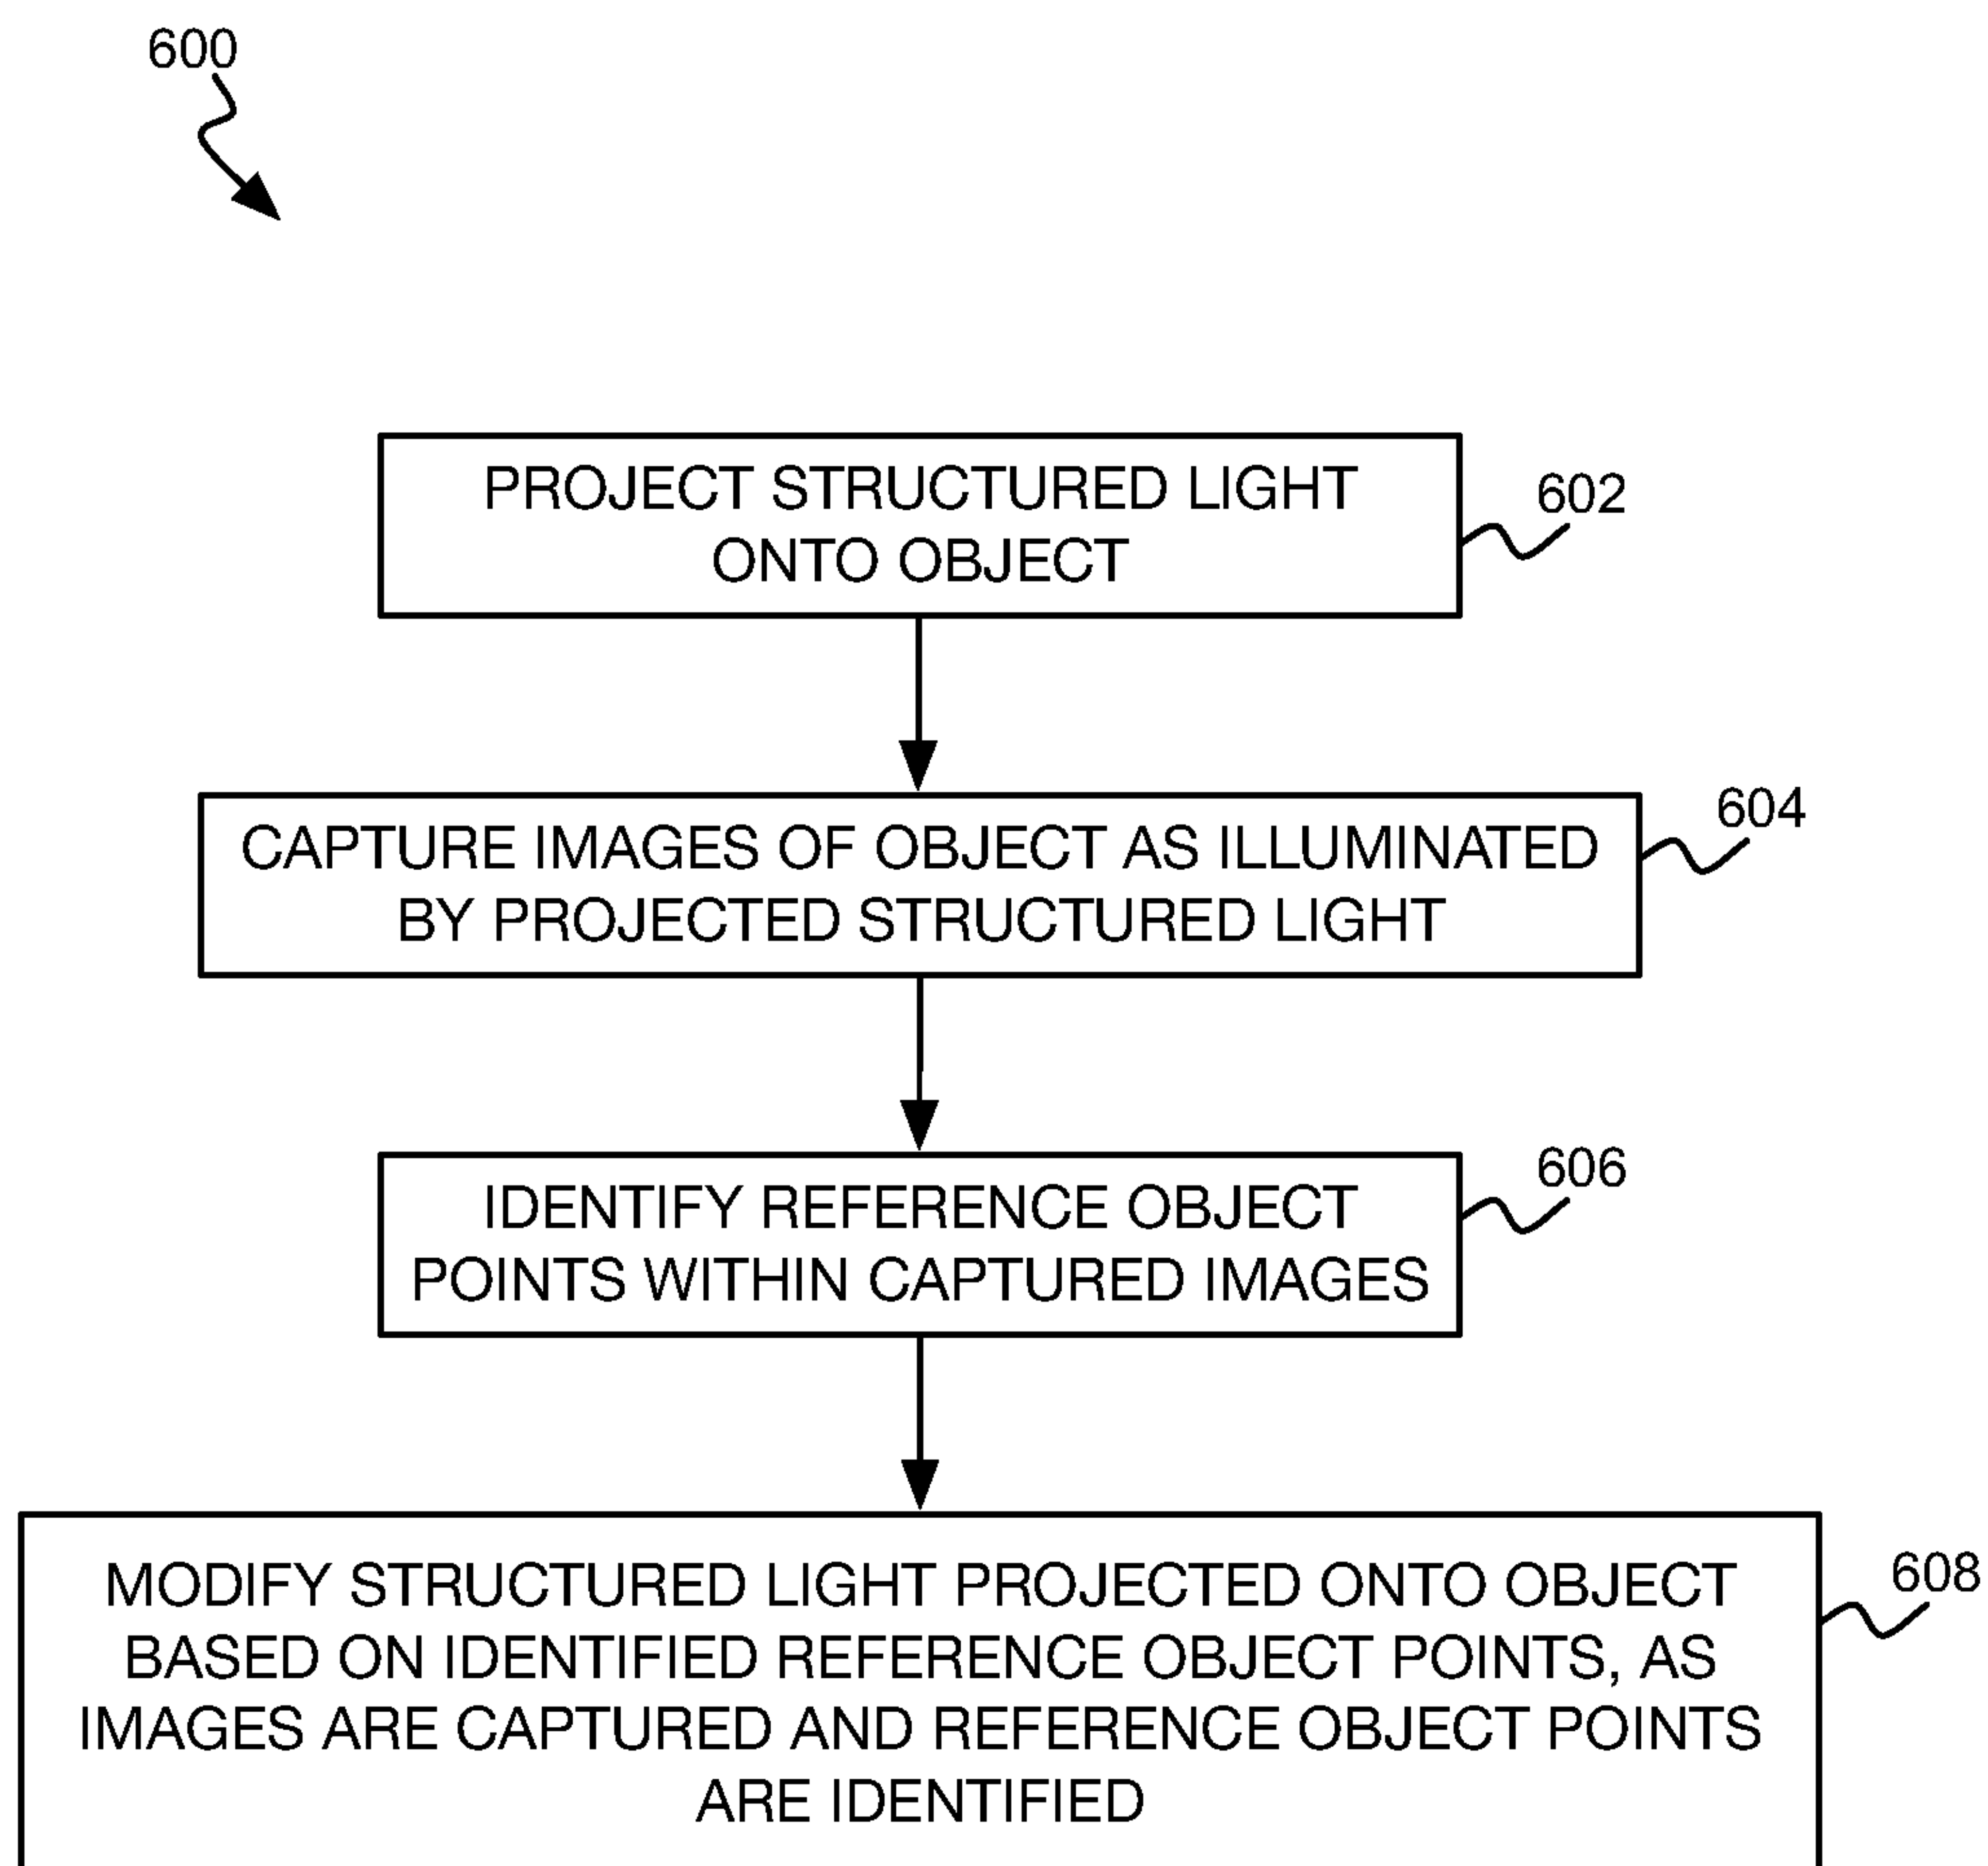 600
PROJECT STRUCTURED LIGHT
ONTO OBJECT
602
CAPTURE IMAGES OF OBJECT AS ILLUMINATED
BY PROJECTED STRUCTURED LIGHT
604
IDENTIFY REFERENCE OBJECT
POINTS WITHIN CAPTURED IMAGES
606
MODIFY STRUCTURED LIGHT PROJECTED ONTO OBJECT
BASED ON IDENTIFIED REFERENCE OBJECT POINTS, AS
IMAGES ARE CAPTURED AND REFERENCE OBJECT POINTS
ARE IDENTIFIED
608